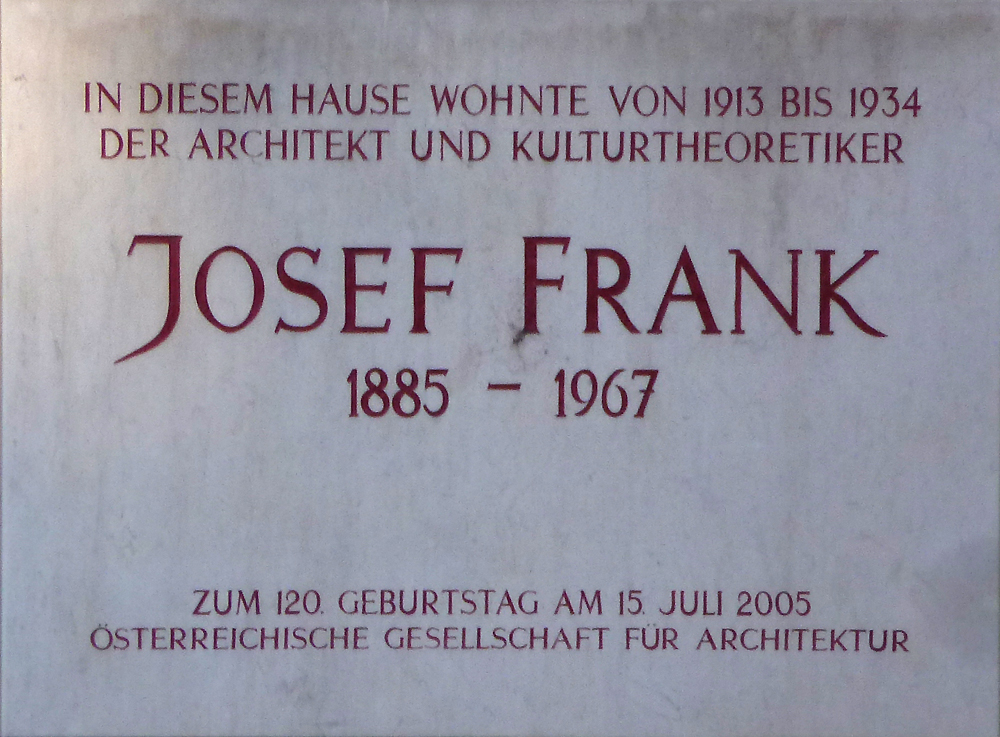 IN DIESEM HAUSE WOHNTE VON 1913 BIS 1934
DER ARCHITEKT UND KULTURTHEORETIKER
JOSEF FRANK
1885 – 1967
ZUM 120. GEBURTSTAG AM 15. JULI 2005
ÖSTERREICHISCHE GESELLSCHAFT FÜR ARCHITEKTUR